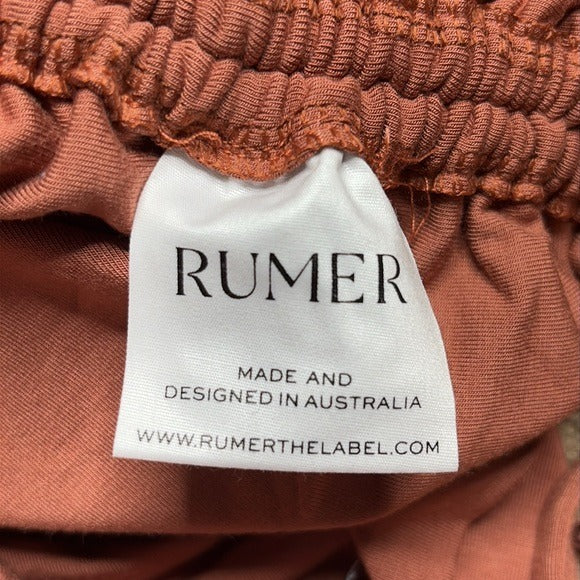 RUMER
MADE AND
DESIGNED IN AUSTRALIA
WWW.RUMERTHELABEL.COM